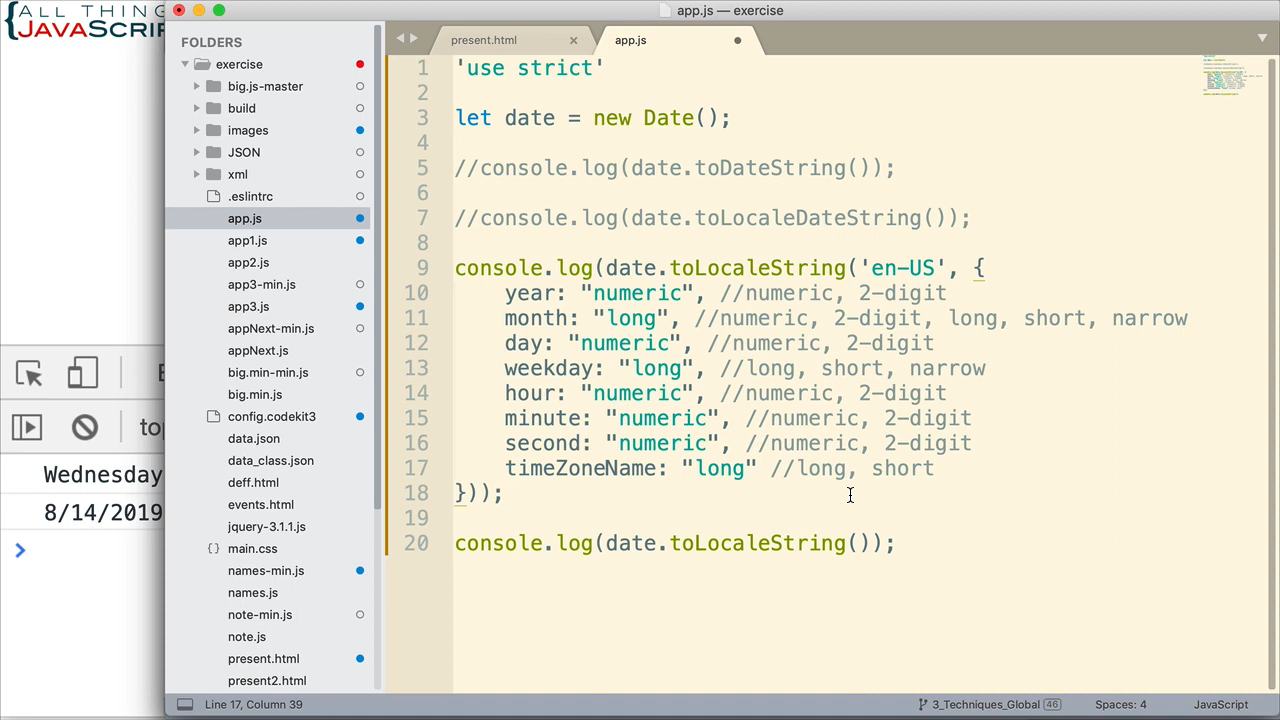 ALL THING
JAVASCRIP
app.js — exercise
FOLDERS
exercise
big.js-master
build
images
JSON
xml
.eslintrc
app.js
app1.js
app2.js
app3-min.js
app3.js
appNext-min.js
appNext.js
big.min-min.js
big.min.js
config.codekit3
data.json
data_class.json
deff.html
events.html
jquery-3.1.1.js
main.css
names-min.js
names.js
note-min.js
note.js
present.html
present2.html
present.html
app.js
1 'use strict'
2
3 let date = new Date();
4
5 //console.log(date.toDateString());
6
7 //console.log(date.toLocaleDateString());
8
9 console.log(date.toLocaleString('en-US', {
10 year: "numeric", //numeric, 2-digit
11 month: "long", //numeric, 2-digit, long, short, narrow
12 day: "numeric", //numeric, 2-digit
13 weekday: "long", //long, short, narrow
14 hour: "numeric", //numeric, 2-digit
15 minute: "numeric", //numeric, 2-digit
16 second: "numeric", //numeric, 2-digit
17 timeZoneName: "long" //long, short
18 }));
19
20 console.log(date.toLocaleString());
top
Wednesday
8/14/2019
Line 17, Column 39
3_Techniques_Global 46
Spaces: 4
JavaScript